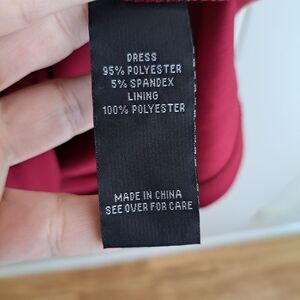 DRESS
95% POLYESTER
5% SPANDEX
LINING
100% POLYESTER
MADE IN CHINA
SEE OVER FOR CARE